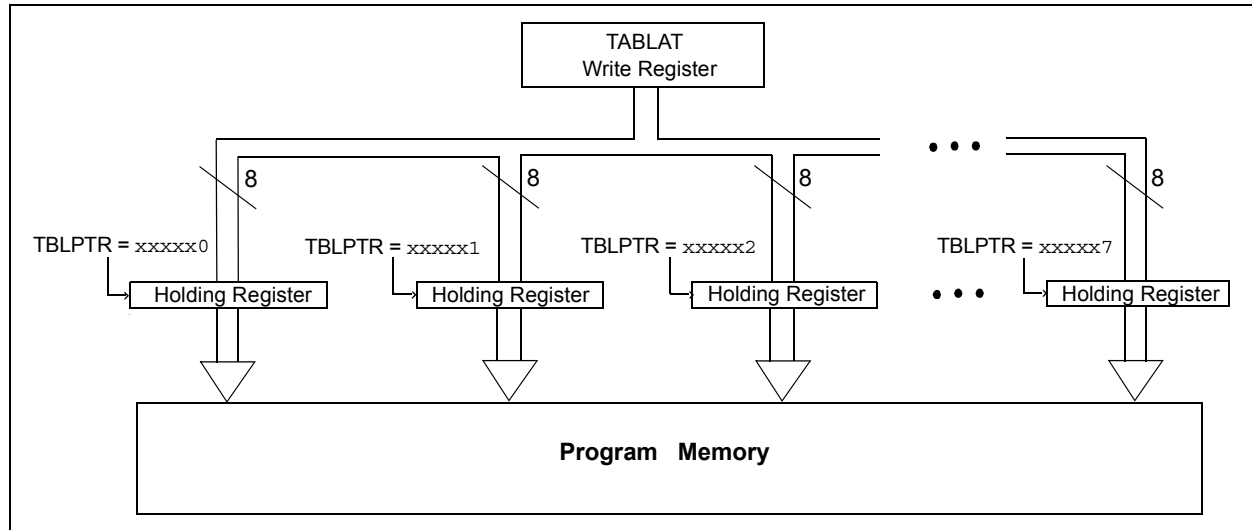 TABLAT
Write Register
• • •
8
8
8
8
TBLPTR = xxxxx0
TBLPTR = xxxxx1
TBLPTR = xxxxx2
TBLPTR = xxxxx7
Holding Register
Holding Register
Holding Register
• • •
Holding Register
Program Memory